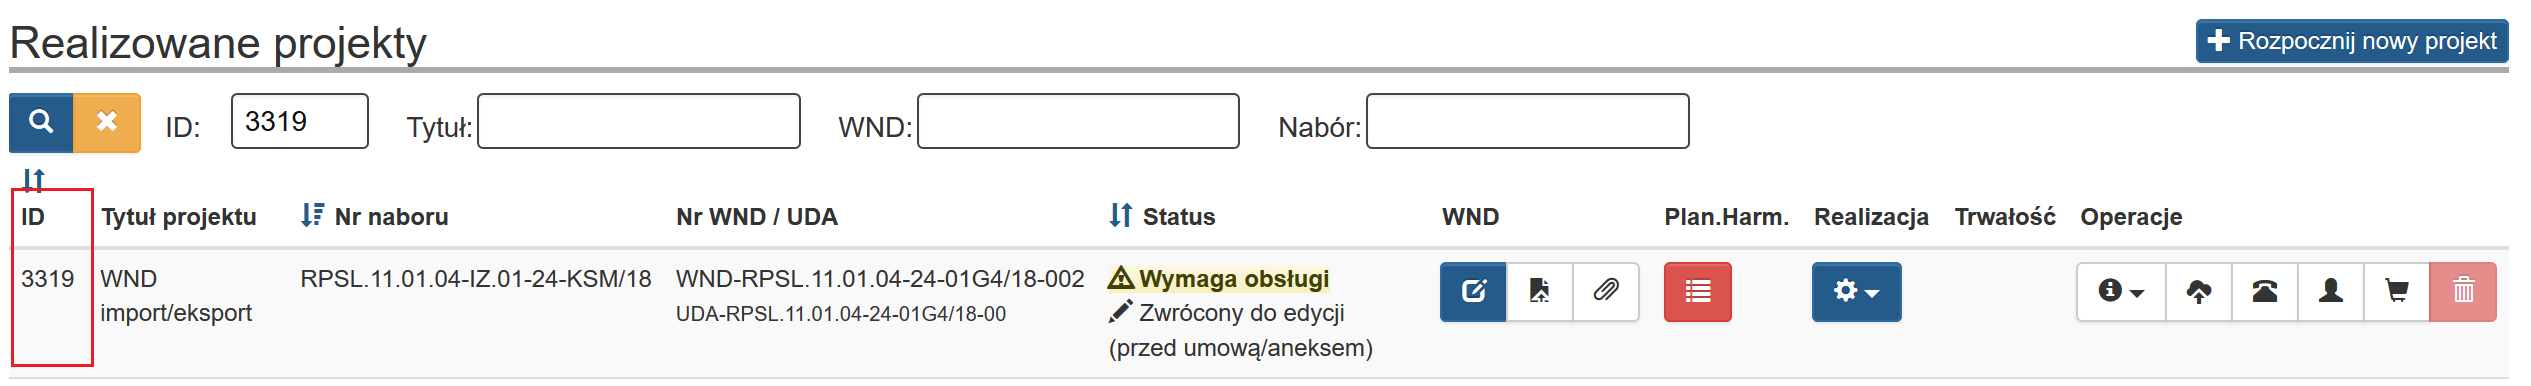 Realizowane projekty
Rozpocznij nowy projekt
ID: 3319 Tytuł: WND: Nabór:
ID Tytuł projektu Nr naboru Nr WND / UDA Status WND Plan.Harm. Realizacja Trwałość Operacje
3319 WND RPSL.11.01.04-IZ.01-24-KSM/18 WND-RPSL.11.01.04-24-01G4/18-002 Wymaga obsługi
import/eksport UDA-RPSL.11.01.04-24-01G4/18-00 Zwrócony do edycji
(przed umową/aneksem)